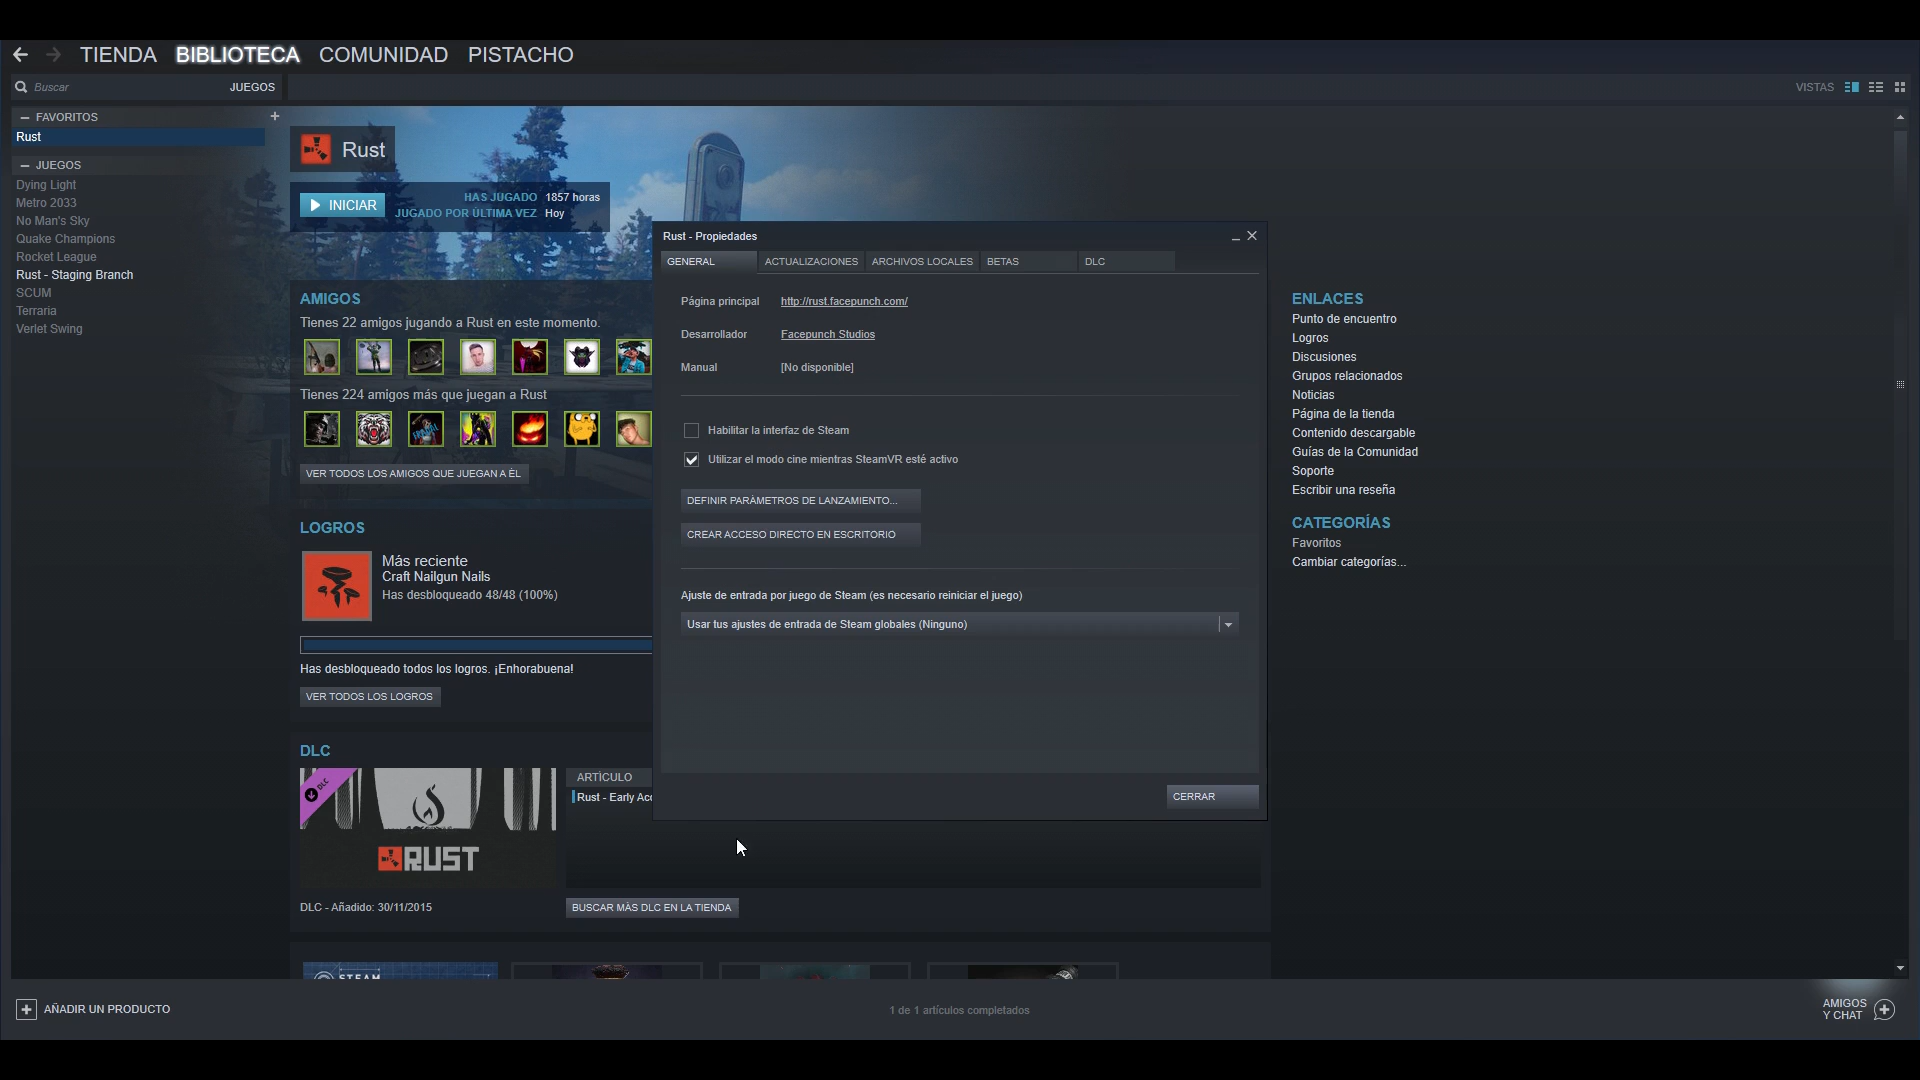 TIENDA BIBLIOTECA COMUNIDAD PISTACHO
Buscar JUEGOS
VISTAS
FAVORITOS
Rust
JUEGOS
Dying Light
Metro 2033
No Man's Sky
Quake Champions
Rocket League
Rust - Staging Branch
SCUM
Terraria
Verlet Swing
Rust
INICIAR
HAS JUGADO 1857 horas
JUGADO POR ÚLTIMA VEZ Hoy
AMIGOS
Tienes 22 amigos jugando a Rust en este momento.
Tienes 224 amigos más que juegan a Rust
VER TODOS LOS AMIGOS QUE JUEGAN A ÉL
LOGROS
Más reciente
Craft Nailgun Nails
Has desbloqueado 48/48 (100%)
Has desbloqueado todos los logros. ¡Enhorabuena!
VER TODOS LOS LOGROS
DLC
DLC
RUST
ARTÍCULO
Rust - Early Acc
DLC - Añadido: 30/11/2015
BUSCAR MÁS DLC EN LA TIENDA
STEAM
Rust - Propiedades
GENERAL ACTUALIZACIONES ARCHIVOS LOCALES BETAS DLC
Página principal http://rust.facepunch.com/
Desarrollador Facepunch Studios
Manual [No disponible]
Habilitar la interfaz de Steam
Utilizar el modo cine mientras SteamVR esté activo
DEFINIR PARÁMETROS DE LANZAMIENTO...
CREAR ACCESO DIRECTO EN ESCRITORIO
Ajuste de entrada por juego de Steam (es necesario reiniciar el juego)
Usar tus ajustes de entrada de Steam globales (Ninguno)
CERRAR
ENLACES
Punto de encuentro
Logros
Discusiones
Grupos relacionados
Noticias
Página de la tienda
Contenido descargable
Guías de la Comunidad
Soporte
Escribir una reseña
CATEGORÍAS
Favoritos
Cambiar categorías...
AÑADIR UN PRODUCTO
1 de 1 artículos completados
AMIGOS
Y CHAT